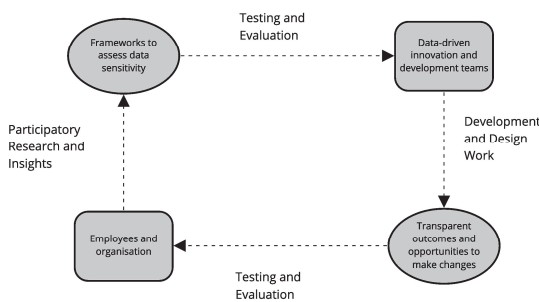 Testing and
Evaluation
Frameworks to
assess data
sensitivity
Data-driven
innovation and
development teams
Participatory
Research and
Insights
Development
and Design
Work
Employees and
organisation
Transparent
outcomes and
opportunities to
make changes
Testing and
Evaluation